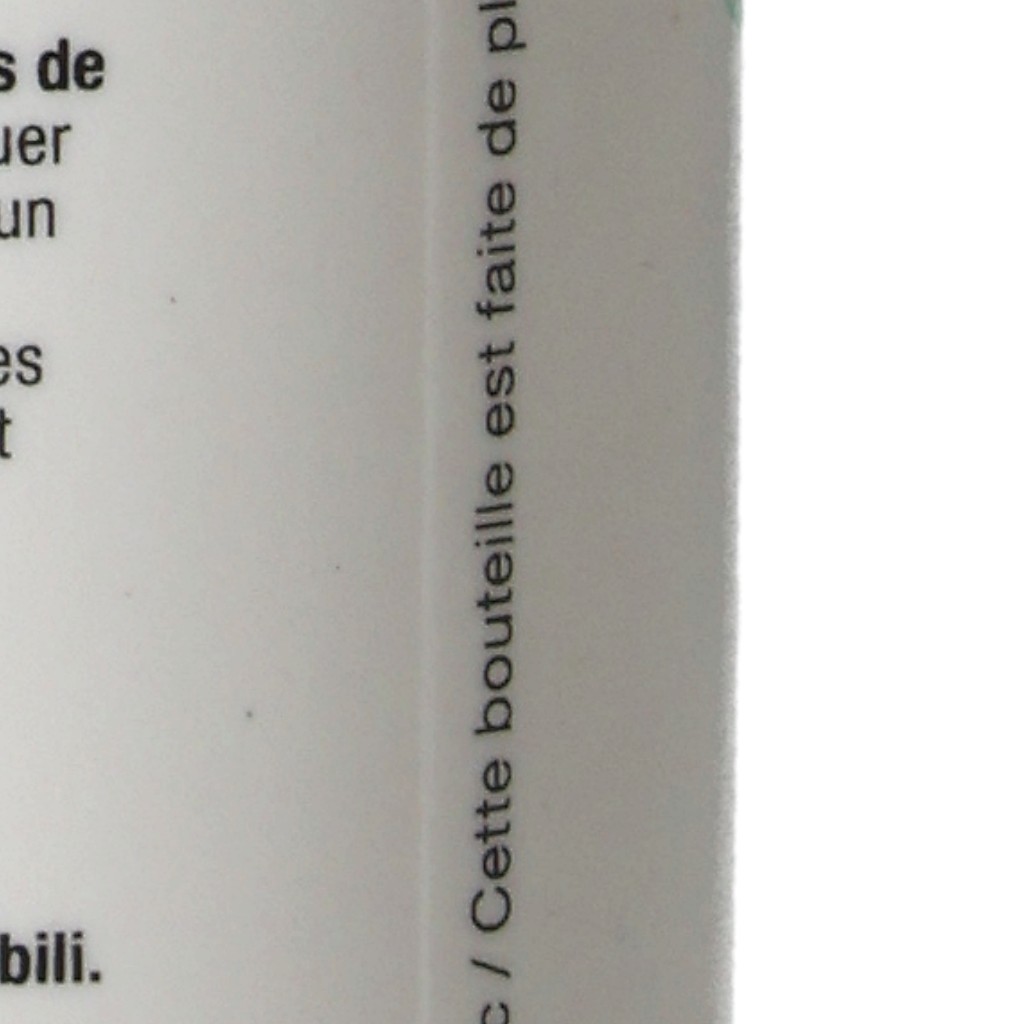 s de
uer
un
es
t
bili.
c / Cette bouteille est faite de pl